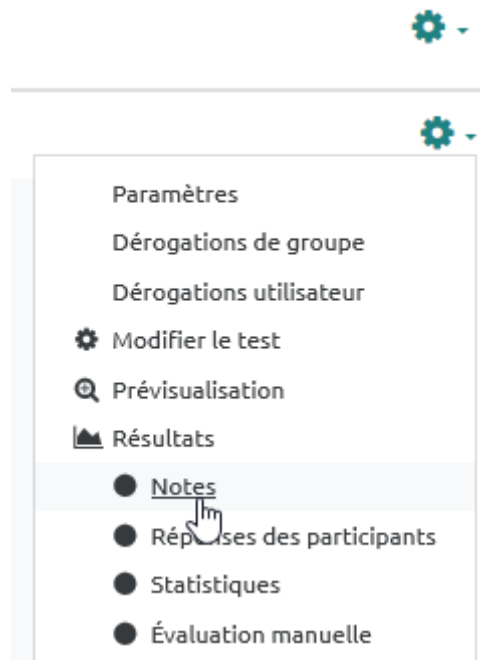 Paramètres
Dérogations de groupe
Dérogations utilisateur
Modifier le test
Prévisualisation
Résultats
Notes
Réponses des participants
Statistiques
Évaluation manuelle